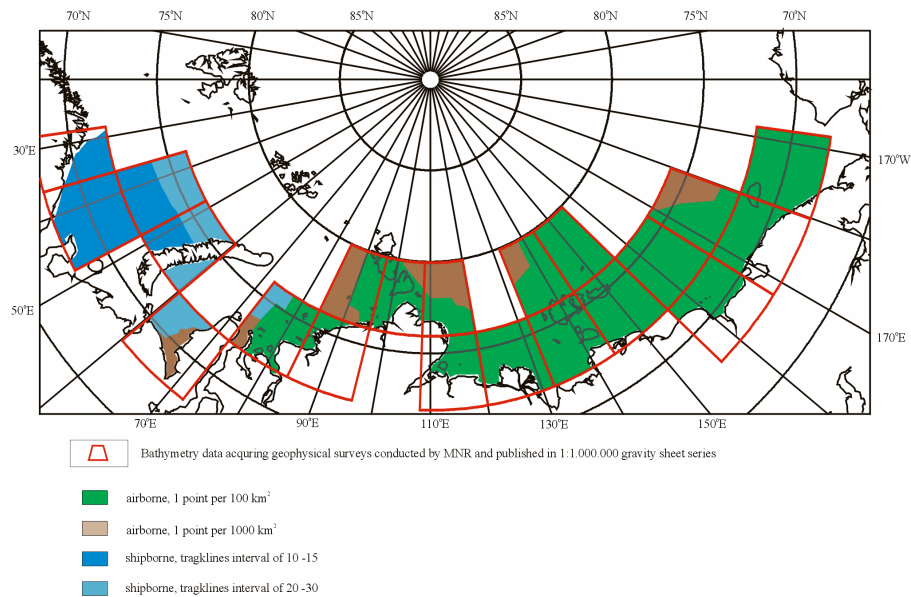 70°N 75°N 80°N 85°N 85°N 80°N 75°N 70°N
30°E
170°W
50°E
170°E
70°E 90°E 110°E 130°E 150°E
Bathymetry data acquring geophysical surveys conducted by MNR and published in 1:1.000.000 gravity sheet series
airborne, 1 point per 100 km²
airborne, 1 point per 1000 km²
shipborne, tragklines interval of 10 -15
shipborne, tragklines interval of 20 -30